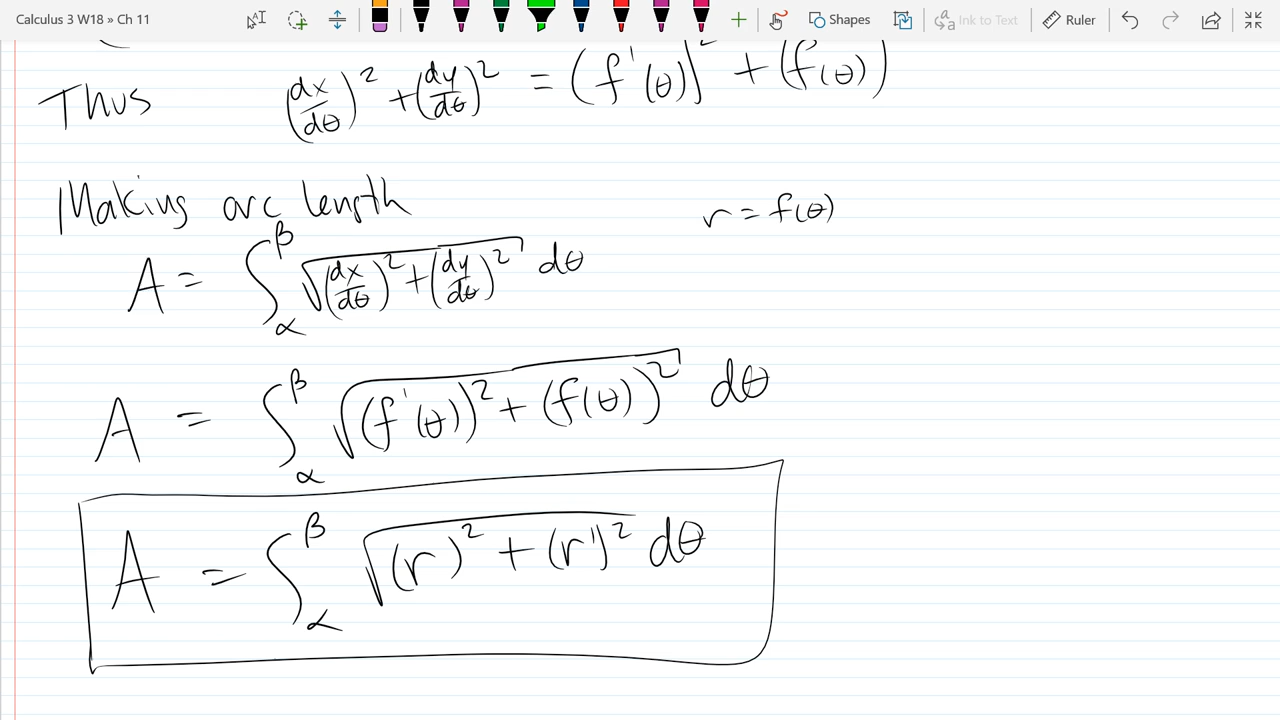 Calculus 3 W18 » Ch 11
Shapes
Ink to Text
Ruler
Thus (dx/dθ)² + (dy/dθ)² = (f'(θ))² + (f(θ))
Making arc length
r = f(θ)
A = ∫_α^β √((dx/dθ)² + (dy/dθ)²) dθ
A = ∫_α^β √((f'(θ))² + (f(θ))²) dθ
A = ∫_α^β √((r)² + (r')²) dθ